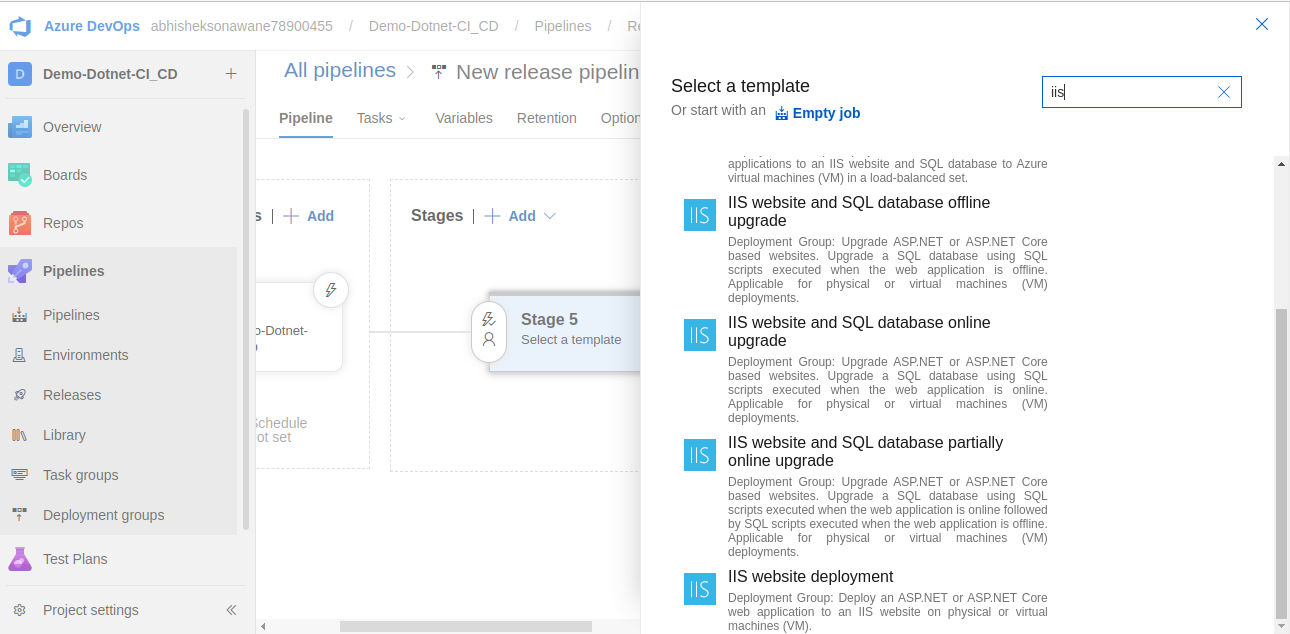 Azure DevOps abhisheksonawane78900455 / Demo-Dotnet-CI_CD / Pipelines / Re
D Demo-Dotnet-CI_CD +
Overview
Boards
Repos
Pipelines
Pipelines
Environments
Releases
Library
Task groups
Deployment groups
Test Plans
Project settings
All pipelines > New release pipelin
Pipeline Tasks Variables Retention Option
s | + Add
Stages | + Add
o-Dotnet-
Schedule
ot set
Stage 5
Select a template
Select a template
Or start with an Empty job
iis
applications to an IIS website and SQL database to Azure
virtual machines (VM) in a load-balanced set.
IIS
IIS website and SQL database offline
upgrade
Deployment Group: Upgrade ASP.NET or ASP.NET Core
based websites. Upgrade a SQL database using SQL
scripts executed when the web application is offline.
Applicable for physical or virtual machines (VM)
deployments.
IIS
IIS website and SQL database online
upgrade
Deployment Group: Upgrade ASP.NET or ASP.NET Core
based websites. Upgrade a SQL database using SQL
scripts executed when the web application is online.
Applicable for physical or virtual machines (VM)
deployments.
IIS
IIS website and SQL database partially
online upgrade
Deployment Group: Upgrade ASP.NET or ASP.NET Core
based websites. Upgrade a SQL database using SQL
scripts executed when the web application is online followed
by SQL scripts executed when the web application is offline.
Applicable for physical or virtual machines (VM)
deployments.
IIS
IIS website deployment
Deployment Group: Deploy an ASP.NET or ASP.NET Core
web application to an IIS website on physical or virtual
machines (VM).